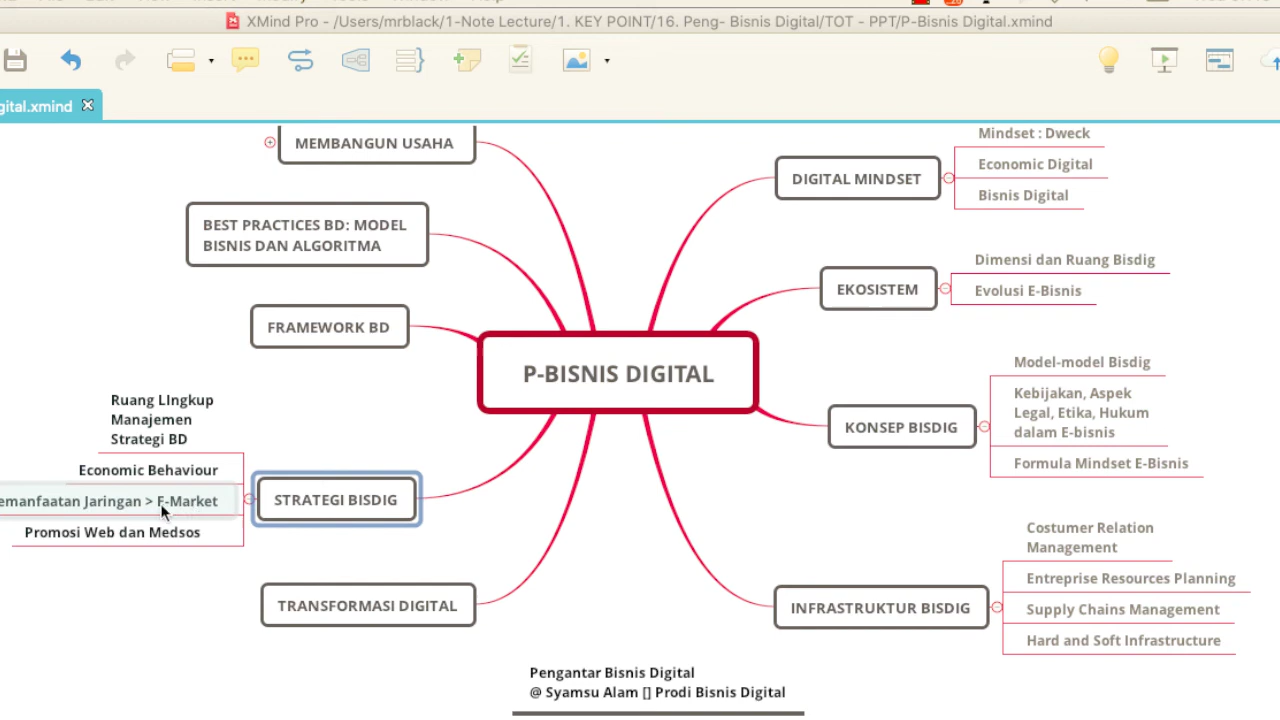 XMind Pro - /Users/mrblack/1-Note Lecture/1. KEY POINT/16. Peng- Bisnis Digital/TOT - PPT/P-Bisnis Digital.xmind
gital.xmind
MEMBANGUN USAHA
BEST PRACTICES BD: MODEL
BISNIS DAN ALGORITMA
FRAMEWORK BD
Ruang LIngkup
Manajemen
Strategi BD
Economic Behaviour
emanfaatan Jaringan > E-Market
Promosi Web dan Medsos
STRATEGI BISDIG
TRANSFORMASI DIGITAL
P-BISNIS DIGITAL
DIGITAL MINDSET
Mindset : Dweck
Economic Digital
Bisnis Digital
EKOSISTEM
Dimensi dan Ruang Bisdig
Evolusi E-Bisnis
KONSEP BISDIG
Model-model Bisdig
Kebijakan, Aspek
Legal, Etika, Hukum
dalam E-bisnis
Formula Mindset E-Bisnis
INFRASTRUKTUR BISDIG
Costumer Relation
Management
Entreprise Resources Planning
Supply Chains Management
Hard and Soft Infrastructure
Pengantar Bisnis Digital
@ Syamsu Alam [] Prodi Bisnis Digital